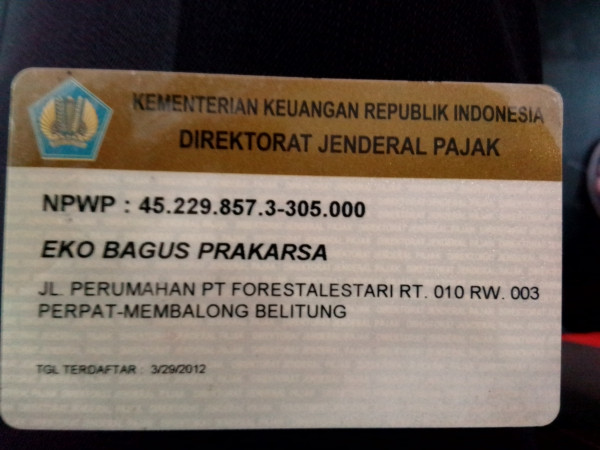 KEMENTERIAN KEUANGAN REPUBLIK INDONESIA
DIREKTORAT JENDERAL PAJAK
NPWP : 45.229.857.3-305.000
EKO BAGUS PRAKARSA
JL. PERUMAHAN PT FORESTALESTARI RT. 010 RW. 003
PERPAT-MEMBALONG BELITUNG
TGL TERDAFTAR : 3/29/2012